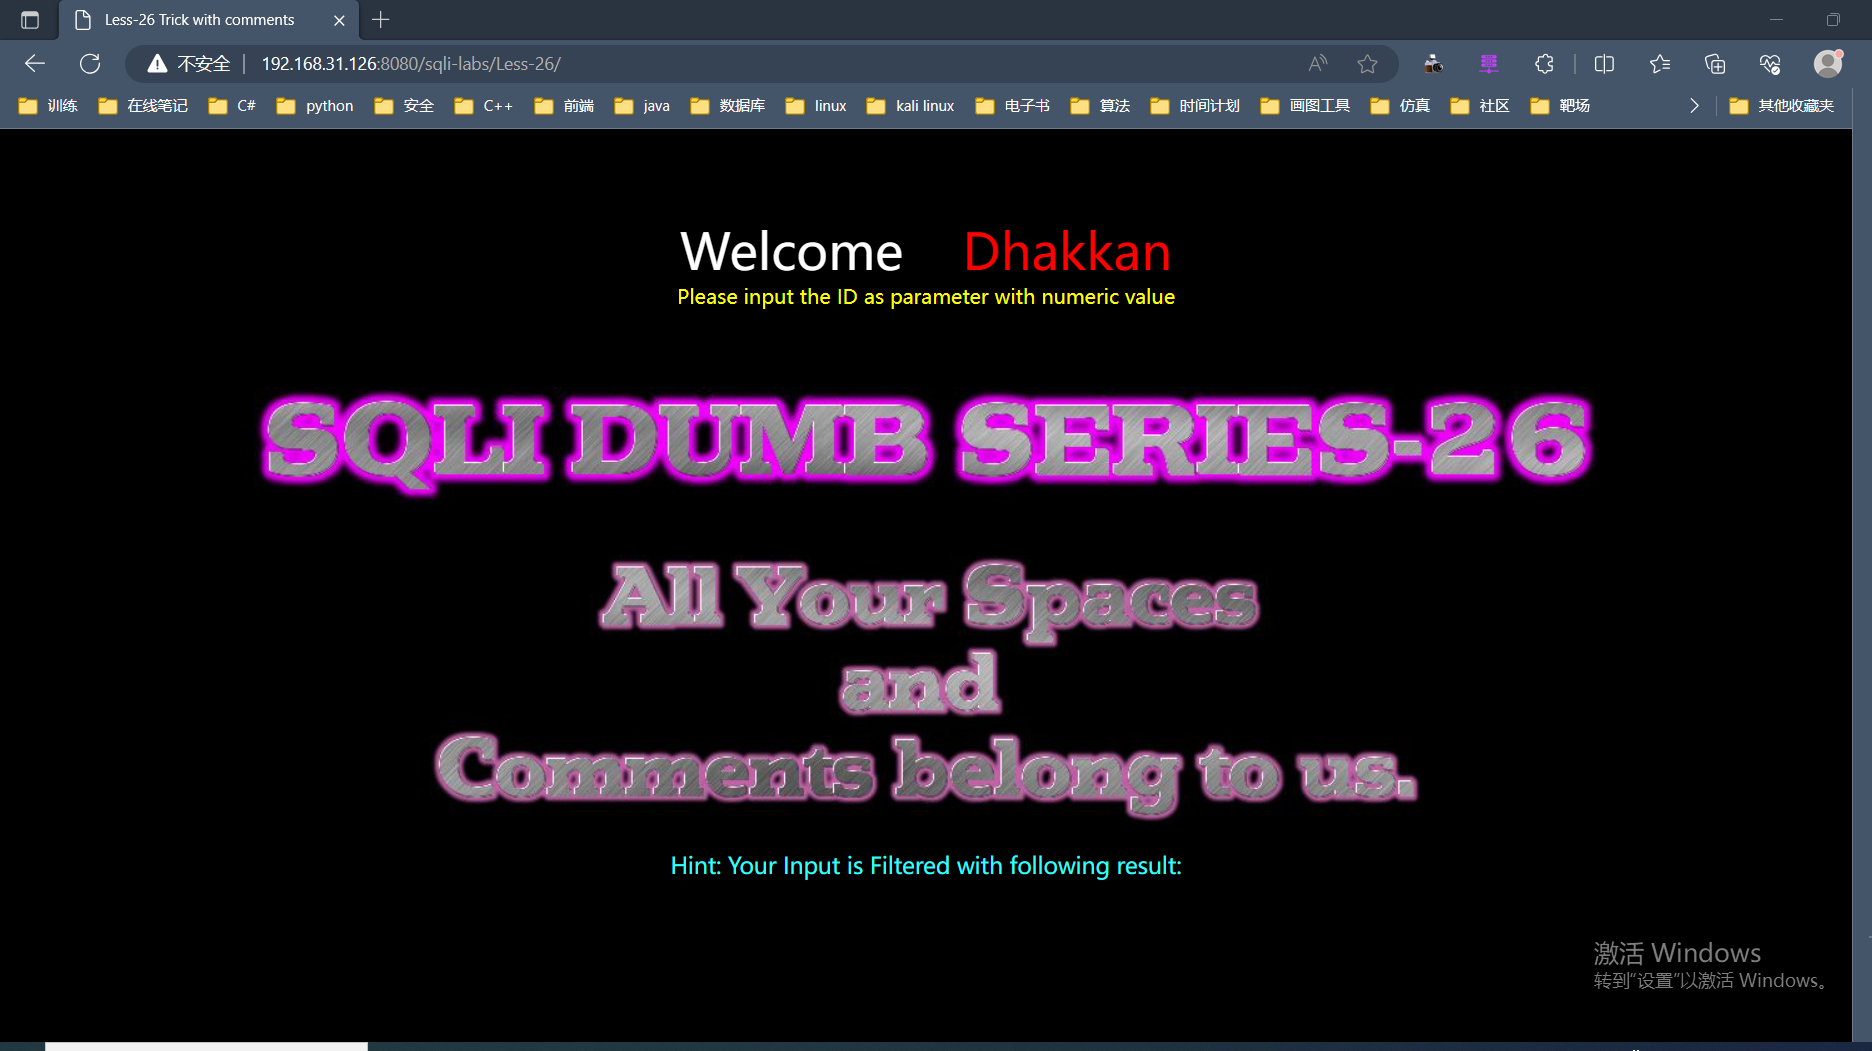 Less-26 Trick with comments
不安全 192.168.31.126:8080/sqli-labs/Less-26/
训练 在线笔记 C# python 安全 C++ 前端 java 数据库 linux kali linux 电子书 算法 时间计划 画图工具 仿真 社区 靶场 其他收藏夹
Welcome Dhakkan
Please input the ID as parameter with numeric value
SQLI DUMB SERIES-26
All Your Spaces
and
Comments belong to us.
Hint: Your Input is Filtered with following result:
激活 Windows
转到“设置”以激活 Windows。